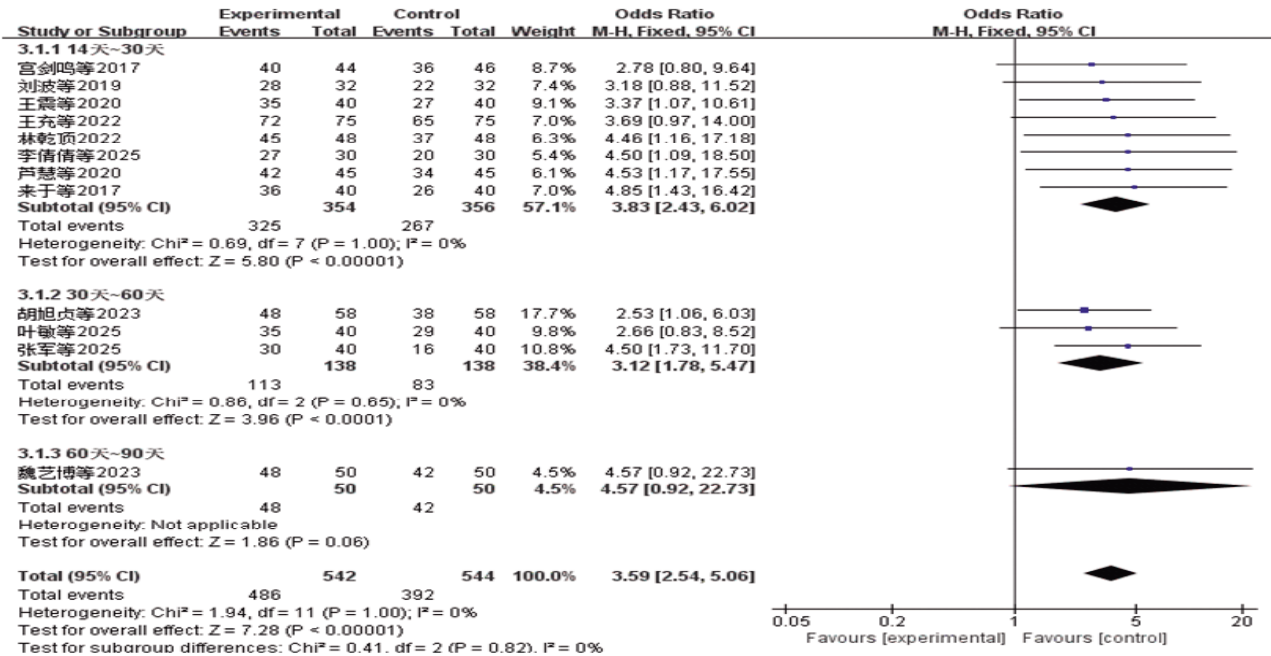 Experimental Control Odds Ratio Odds Ratio
Study or Subgroup Events Total Events Total Weight M-H, Fixed, 95% CI M-H, Fixed, 95% CI
3.1.1 14天~30天
宫剑鸣等2017 40 44 36 46 8.7% 2.78 [0.80, 9.64]
刘波等2019 28 32 22 32 7.4% 3.18 [0.88, 11.52]
王震等2020 35 40 27 40 9.1% 3.37 [1.07, 10.61]
王充等2022 72 75 65 75 7.0% 3.69 [0.97, 14.00]
林乾顶2022 45 48 37 48 6.3% 4.46 [1.16, 17.18]
李倩倩等2025 27 30 20 30 5.4% 4.50 [1.09, 18.50]
芦慧等2020 42 45 34 45 6.1% 4.53 [1.17, 17.55]
来于等2017 36 40 26 40 7.0% 4.85 [1.43, 16.42]
Subtotal (95% CI) 354 356 57.1% 3.83 [2.43, 6.02]
Total events 325 267
Heterogeneity: Chi² = 0.69, df = 7 (P = 1.00); I² = 0%
Test for overall effect: Z = 5.80 (P < 0.00001)
3.1.2 30天~60天
胡旭贞等2023 48 58 38 58 17.7% 2.53 [1.06, 6.03]
叶敏等2025 35 40 29 40 9.8% 2.66 [0.83, 8.52]
张军等2025 30 40 16 40 10.8% 4.50 [1.73, 11.70]
Subtotal (95% CI) 138 138 38.4% 3.12 [1.78, 5.47]
Total events 113 83
Heterogeneity: Chi² = 0.86, df = 2 (P = 0.65); I² = 0%
Test for overall effect: Z = 3.96 (P < 0.0001)
3.1.3 60天~90天
魏艺博等2023 48 50 42 50 4.5% 4.57 [0.92, 22.73]
Subtotal (95% CI) 50 50 4.5% 4.57 [0.92, 22.73]
Total events 48 42
Heterogeneity: Not applicable
Test for overall effect: Z = 1.86 (P = 0.06)
Total (95% CI) 542 544 100.0% 3.59 [2.54, 5.06]
Total events 486 392
Heterogeneity: Chi² = 1.94, df = 11 (P = 1.00); I² = 0%
Test for overall effect: Z = 7.28 (P < 0.00001)
Test for subgroup differences: Chi² = 0.41, df = 2 (P = 0.82), I² = 0%
0.05 0.2 1 5 20
Favours [experimental] Favours [control]